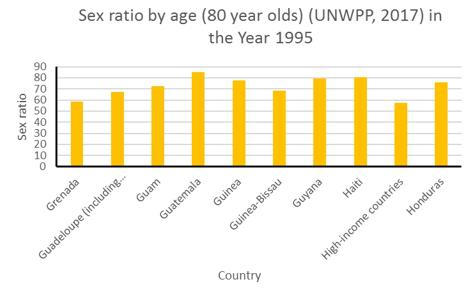 Sex ratio by age (80 year olds) (UNWPP, 2017) in
the Year 1995
Sex ratio
90
80
70
60
50
40
30
20
10
0
Grenada
Guadeloupe (including...
Guam
Guatemala
Guinea
Guinea-Bissau
Guyana
Haiti
High-income countries
Honduras
Country